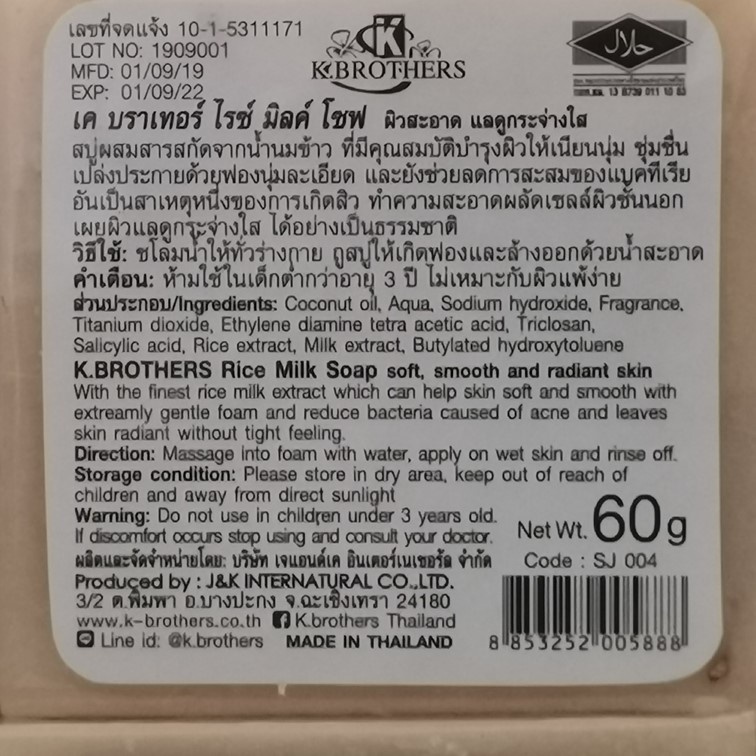 เลขที่จดแจ้ง 10-1-5311171
LOT NO: 1909001
MFD: 01/09/19
EXP: 01/09/22
K
K.BROTHERS
حلال
เค บราเทอร์ ไรซ์ มิลค์ โซฟ ผิวสะอาด แลดูกระจ่างใส
สบู่ผสมสารสกัดจากน้ำนมข้าว ที่มีคุณสมบัติบำรุงผิวให้เนียนนุ่ม ชุ่มชื่น
เปล่งประกายด้วยฟองนุ่มละเอียด และยังช่วยลดการสะสมของแบคทีเรีย
อันเป็นสาเหตุหนึ่งของการเกิดสิว ทำความสะอาดผลัดเซลล์ผิวชั้นนอก
เผยผิวแลดูกระจ่างใส ได้อย่างเป็นธรรมชาติ
วิธีใช้: ชโลมน้ำให้ทั่วร่างกาย ถูสบู่ให้เกิดฟองและล้างออกด้วยน้ำสะอาด
คำเตือน: ห้ามใช้ในเด็กต่ำกว่าอายุ 3 ปี ไม่เหมาะกับผิวแพ้ง่าย
ส่วนประกอบ/Ingredients: Coconut oil, Aqua, Sodium hydroxide, Fragrance,
Titanium dioxide, Ethylene diamine tetra acetic acid, Triclosan,
Salicylic acid, Rice extract, Milk extract, Butylated hydroxytoluene
K.BROTHERS Rice Milk Soap soft, smooth and radiant skin
With the finest rice milk extract which can help skin soft and smooth with
extreamly gentle foam and reduce bacteria caused of acne and leaves
skin radiant without tight feeling.
Direction: Massage into foam with water, apply on wet skin and rinse off.
Storage condition: Please store in dry area, keep out of reach of
children and away from direct sunlight
Warning: Do not use in children under 3 years old.
If discomfort occurs stop using and consult your doctor.
Net Wt. 60g
ผลิตและจัดจำหน่ายโดย: บริษัท เจแอนด์เค อินเตอร์เนเชอรัล จำกัด
Code : SJ 004
Produced by : J&K INTERNATURAL CO.,LTD.
3/2 ต.พิมพา อ.บางปะกง จ.ฉะเชิงเทรา 24180
www.k-brothers.co.th K.brothers Thailand
Line id: @k.brothers MADE IN THAILAND
8 853252 005888